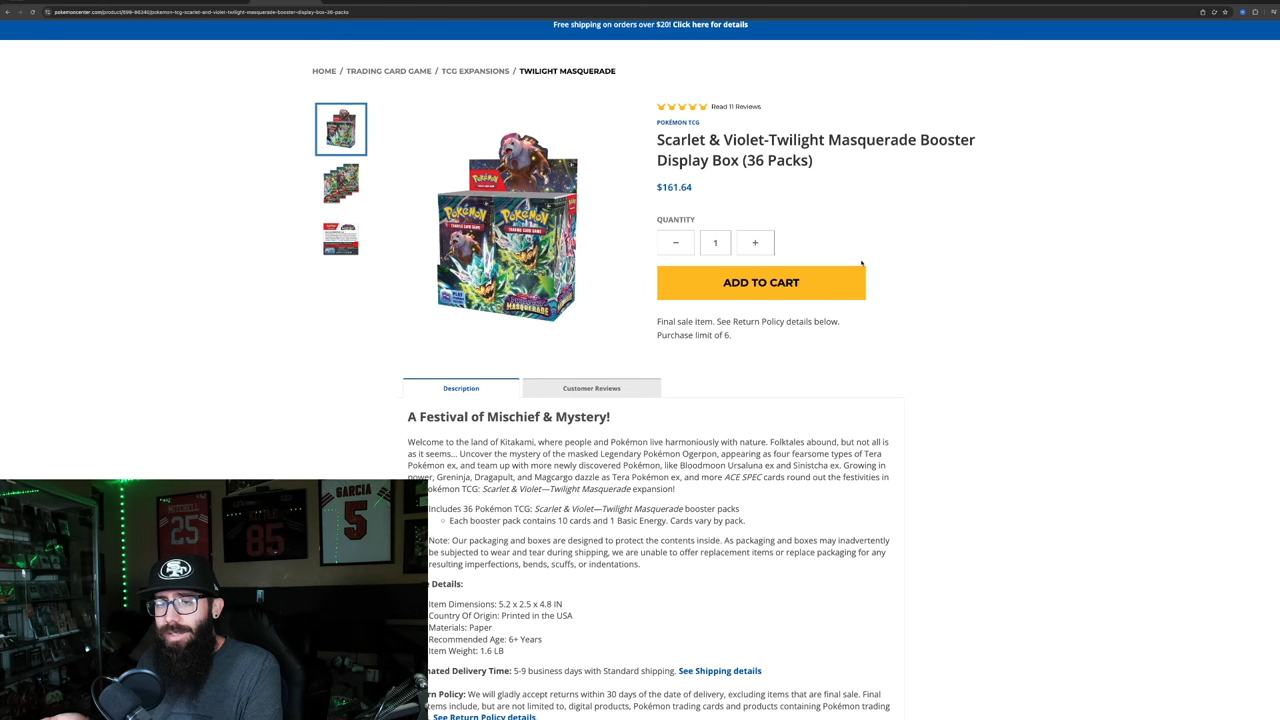 pokemoncenter.com/product/699-86340/pokemon-tcg-scarlet-and-violet-twilight-masquerade-booster-display-box-36-packs
Free shipping on orders over $20! Click here for details
HOME / TRADING CARD GAME / TCG EXPANSIONS / TWILIGHT MASQUERADE
Read 11 Reviews
POKÉMON TCG
Scarlet & Violet-Twilight Masquerade Booster
Display Box (36 Packs)
$161.64
QUANTITY
− 1 +
ADD TO CART
Final sale item. See Return Policy details below.
Purchase limit of 6.
POKÉMON
POKÉMON
POKÉMON
MASQUERADE
Description
Customer Reviews
A Festival of Mischief & Mystery!
Welcome to the land of Kitakami, where people and Pokémon live harmoniously with nature. Folktales abound, but not all is
as it seems... Uncover the mystery of the masked Legendary Pokémon Ogerpon, appearing as four fearsome types of Tera
Pokémon ex, and team up with more newly discovered Pokémon, like Bloodmoon Ursaluna ex and Sinistcha ex. Growing in
power, Greninja, Dragapult, and Magcargo dazzle as Tera Pokémon ex, and more ACE SPEC cards round out the festivities in
okémon TCG: Scarlet & Violet—Twilight Masquerade expansion!
Includes 36 Pokémon TCG: Scarlet & Violet—Twilight Masquerade booster packs
Each booster pack contains 10 cards and 1 Basic Energy. Cards vary by pack.
Note: Our packaging and boxes are designed to protect the contents inside. As packaging and boxes may inadvertently
be subjected to wear and tear during shipping, we are unable to offer replacement items or replace packaging for any
resulting imperfections, bends, scuffs, or indentations.
Details:
Item Dimensions: 5.2 x 2.5 x 4.8 IN
Country Of Origin: Printed in the USA
Materials: Paper
Recommended Age: 6+ Years
Item Weight: 1.6 LB
mated Delivery Time: 5-9 business days with Standard shipping. See Shipping details
rn Policy: We will gladly accept returns within 30 days of the date of delivery, excluding items that are final sale. Final
tems include, but are not limited to, digital products, Pokémon trading cards and products containing Pokémon trading
. See Return Policy details.
MITCHELL
25
85
GARCIA
5
SF